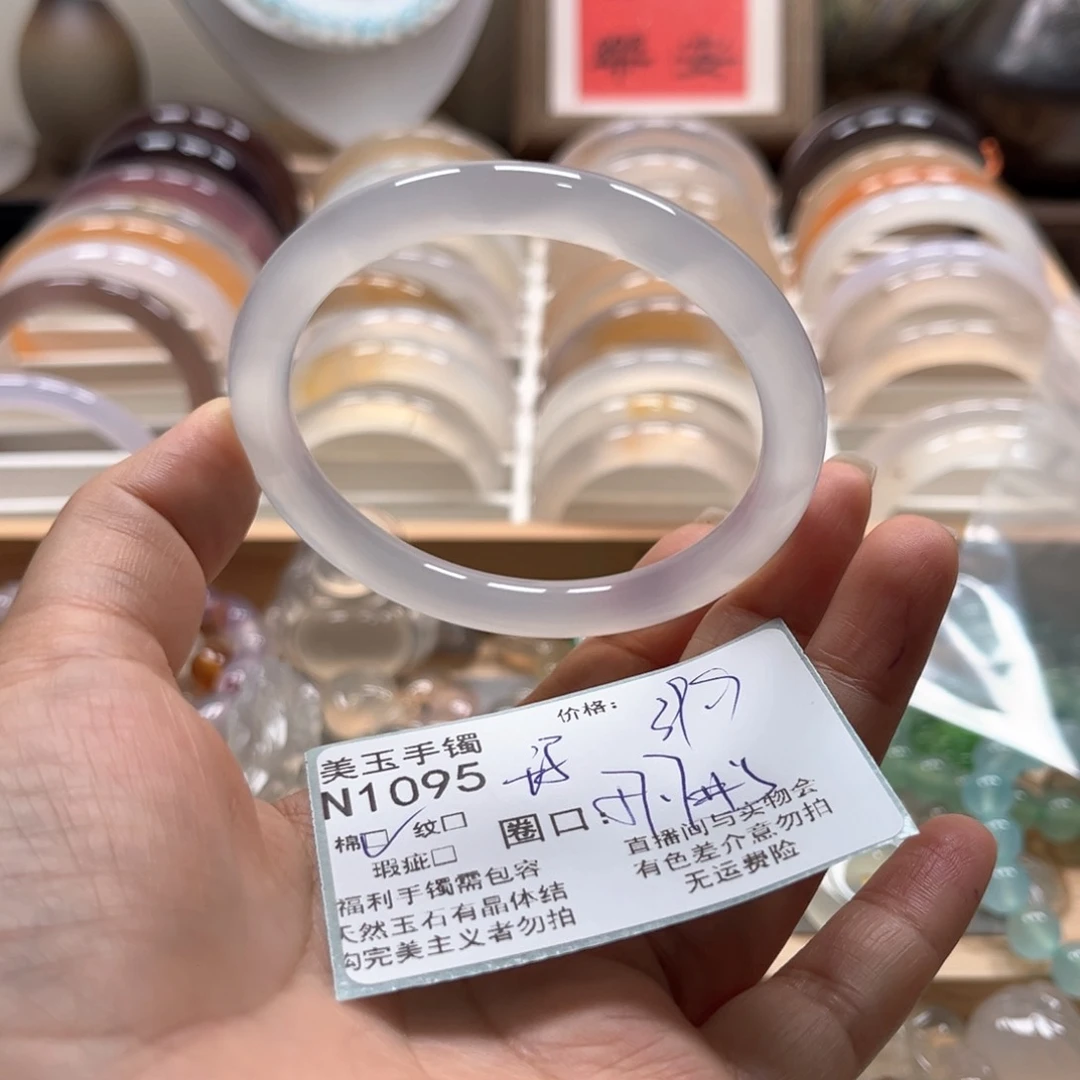 价格:
美玉手镯
N1095
棉□ 纹□
圈口:
瑕疵□
直播间与实物会
有色差介意勿拍
无运费险
福利手镯需包容
天然玉石有晶体结
构完美主义者勿拍